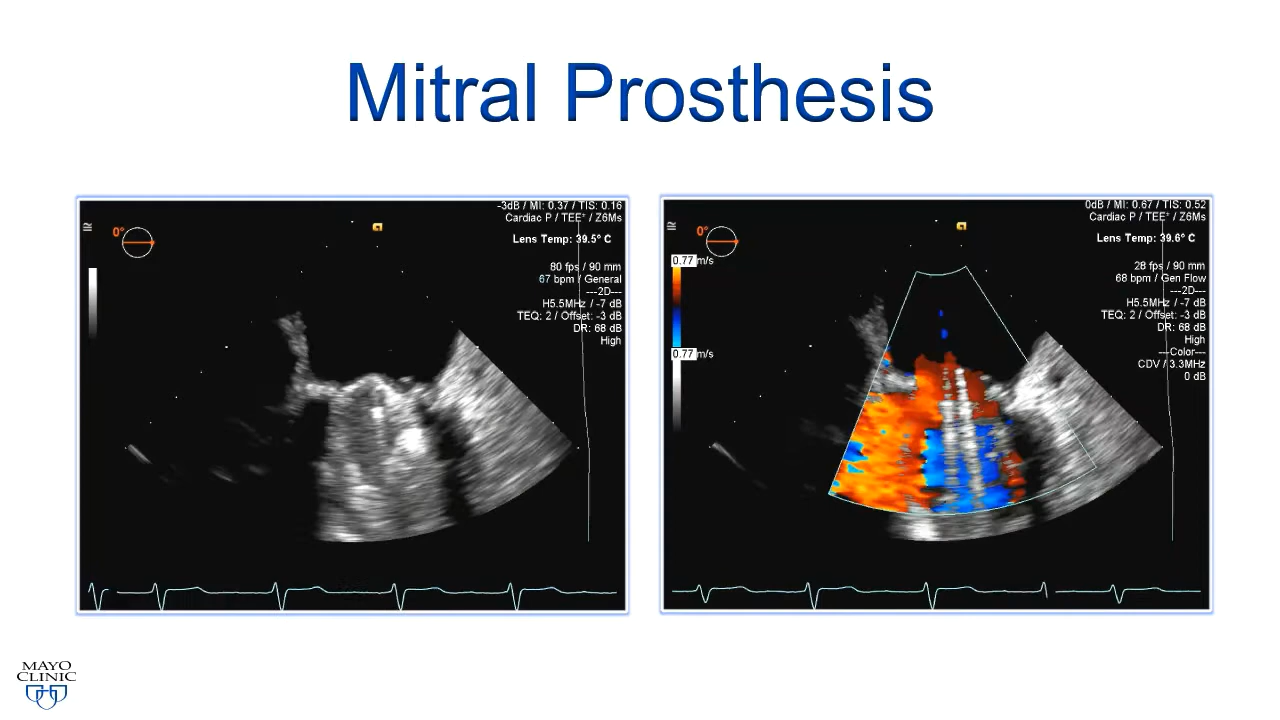 Mitral Prosthesis
-3dB / MI: 0.37 / TIS: 0.16
Cardiac P / TEE⁺ / Z6Ms
Lens Temp: 39.5° C
80 fps / 90 mm
67 bpm / General
---2D---
H5.5MHz / -7 dB
TEQ: 2 / Offset: -3 dB
DR: 68 dB
High
0°
0dB / MI: 0.67 / TIS: 0.52
Cardiac P / TEE⁺ / Z6Ms
Lens Temp: 39.6° C
28 fps / 90 mm
68 bpm / Gen Flow
---2D---
H5.5MHz / -7 dB
TEQ: 2 / Offset: -3 dB
DR: 68 dB
High
---Color---
CDV / 3.3MHz
0 dB
0°
0.77 m/s
0.77 m/s
MAYO
CLINIC